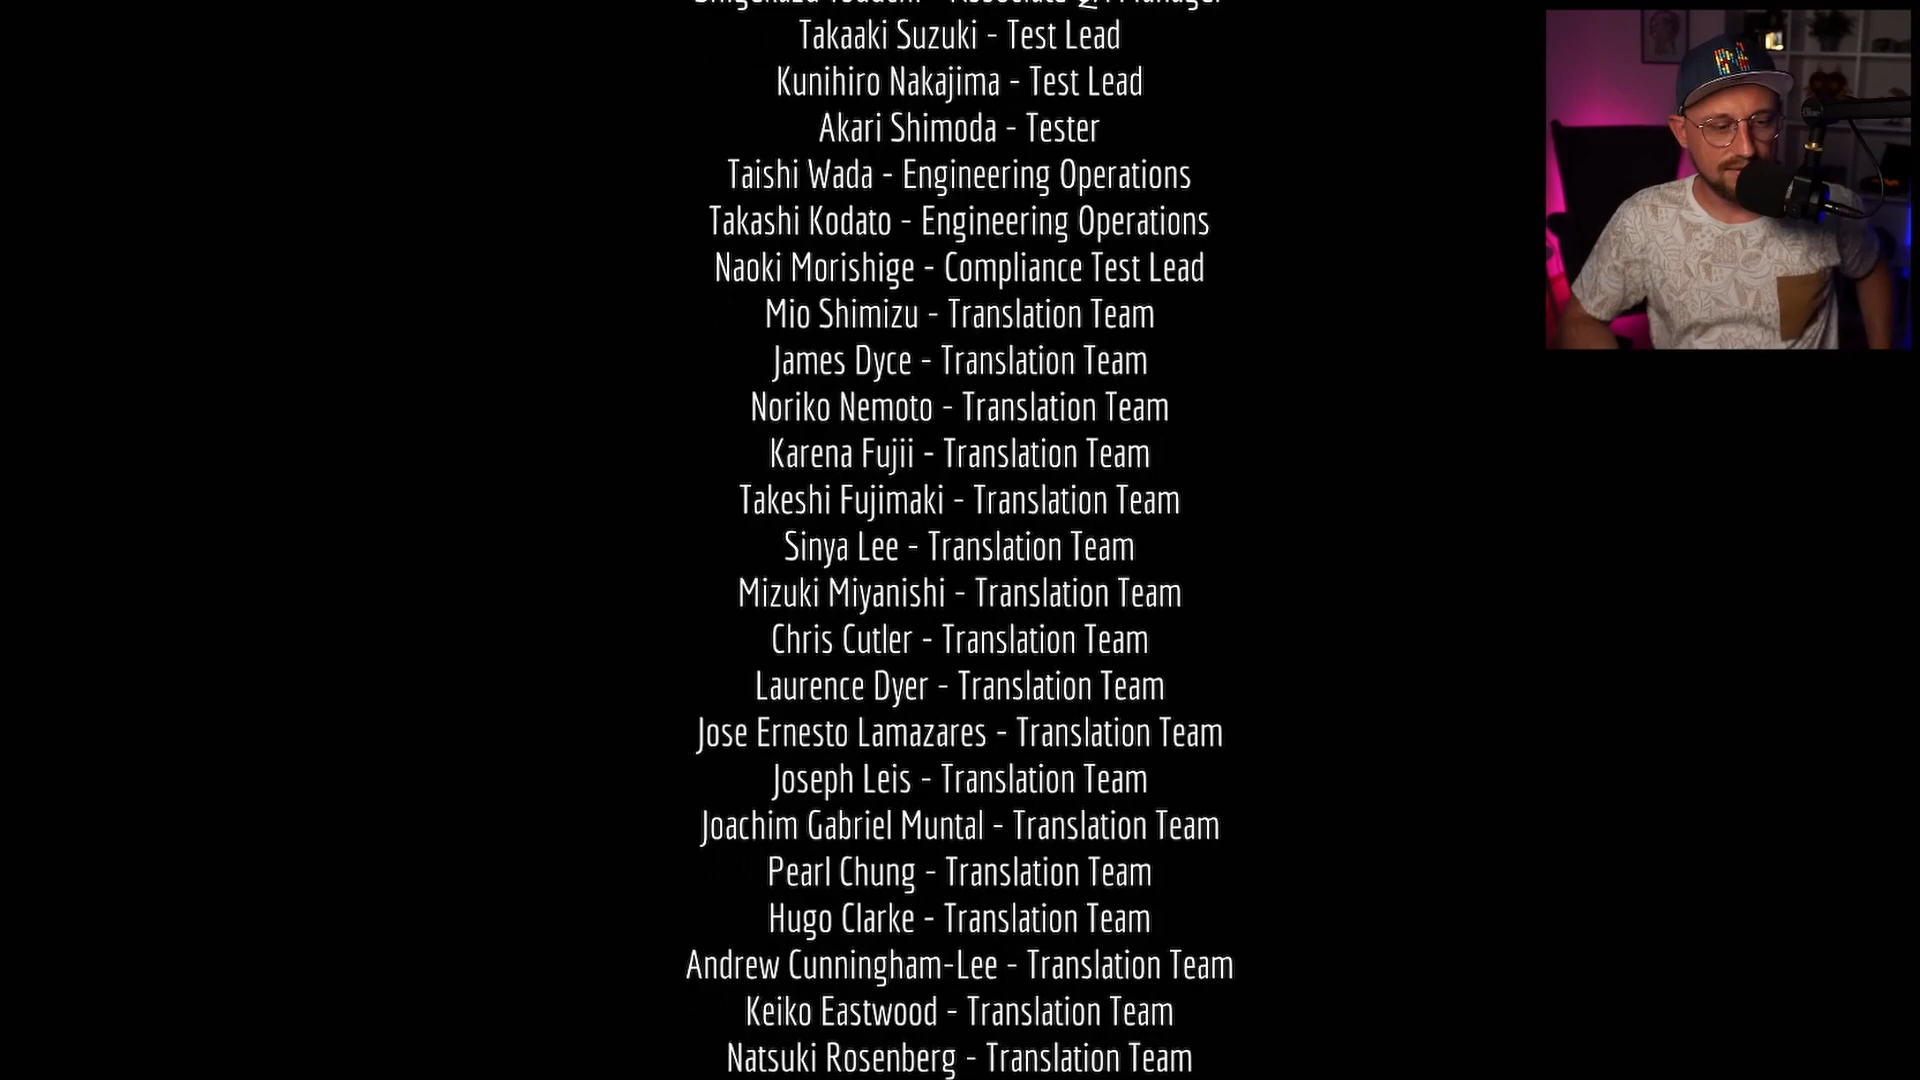 Takaaki Suzuki - Test Lead
Kunihiro Nakajima - Test Lead
Akari Shimoda - Tester
Taishi Wada - Engineering Operations
Takashi Kodato - Engineering Operations
Naoki Morishige - Compliance Test Lead
Mio Shimizu - Translation Team
James Dyce - Translation Team
Noriko Nemoto - Translation Team
Karena Fujii - Translation Team
Takeshi Fujimaki - Translation Team
Sinya Lee - Translation Team
Mizuki Miyanishi - Translation Team
Chris Cutler - Translation Team
Laurence Dyer - Translation Team
Jose Ernesto Lamazares - Translation Team
Joseph Leis - Translation Team
Joachim Gabriel Muntal - Translation Team
Pearl Chung - Translation Team
Hugo Clarke - Translation Team
Andrew Cunningham-Lee - Translation Team
Keiko Eastwood - Translation Team
Natsuki Rosenberg - Translation Team